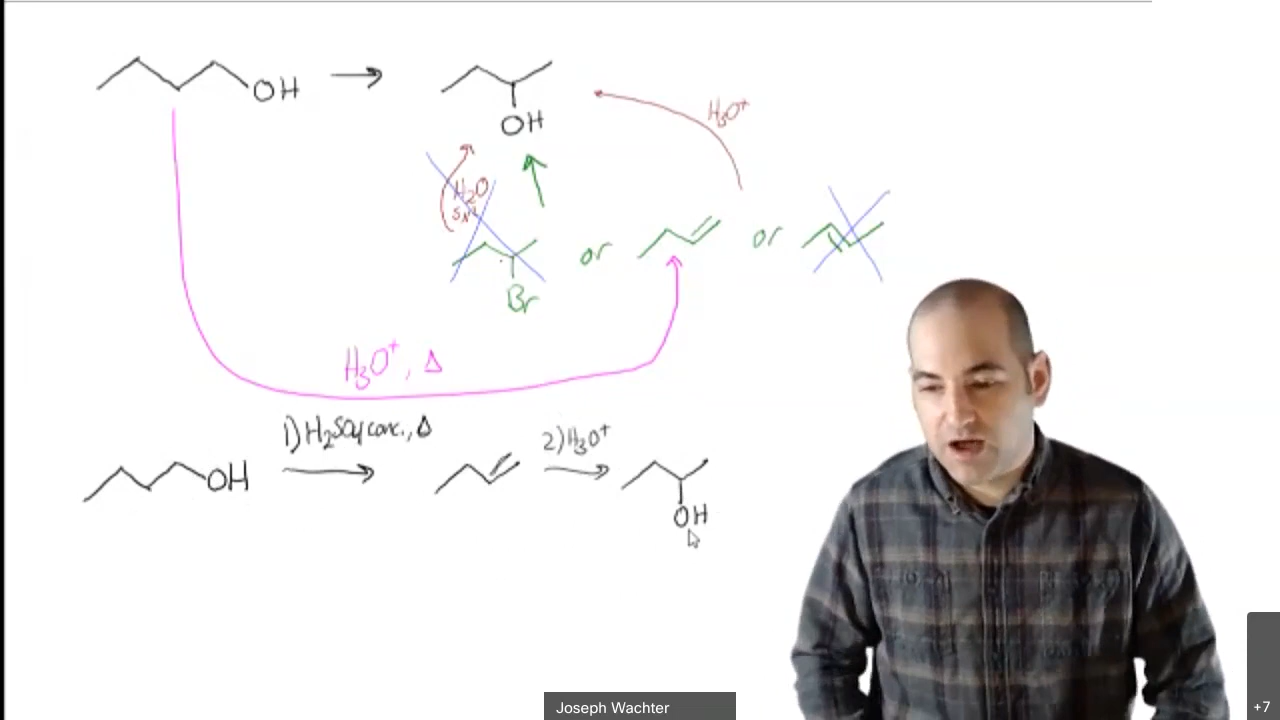 OH
OH
H₃O⁺
H₂O
SN1
or
or
Br
H₃O⁺, Δ
1) H₂SO₄ conc., Δ
2) H₃O⁺
OH
OH
Joseph Wachter
+7